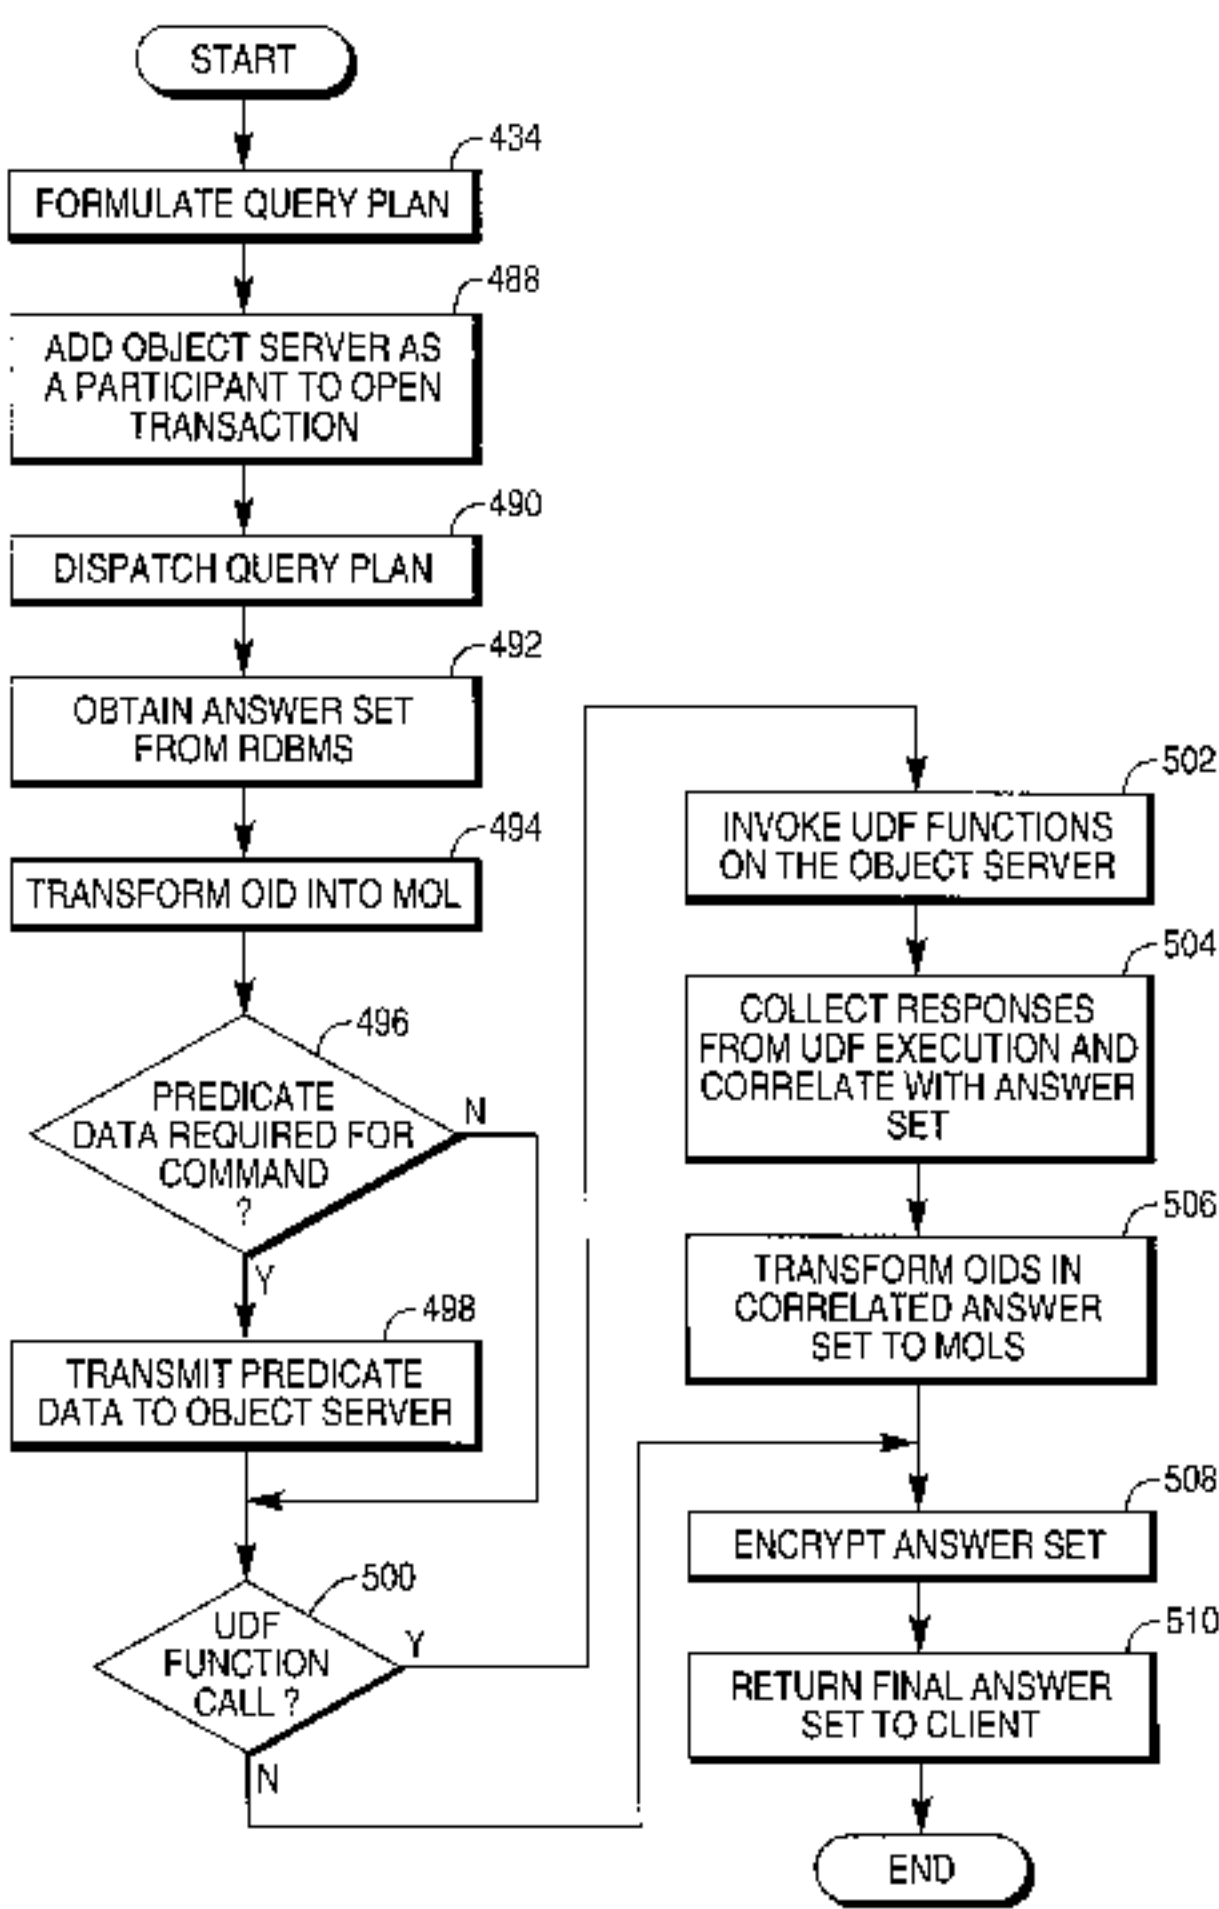 START
434
FORMULATE QUERY PLAN
488
ADD OBJECT SERVER AS
A PARTICIPANT TO OPEN
TRANSACTION
490
DISPATCH QUERY PLAN
492
OBTAIN ANSWER SET
FROM RDBMS
494
TRANSFORM OID INTO MOL
496
PREDICATE
DATA REQUIRED FOR
COMMAND
?
N
Y
498
TRANSMIT PREDICATE
DATA TO OBJECT SERVER
500
UDF
FUNCTION
CALL ?
Y
N
502
INVOKE UDF FUNCTIONS
ON THE OBJECT SERVER
504
COLLECT RESPONSES
FROM UDF EXECUTION AND
CORRELATE WITH ANSWER
SET
506
TRANSFORM OIDS IN
CORRELATED ANSWER
SET TO MOLS
508
ENCRYPT ANSWER SET
510
RETURN FINAL ANSWER
SET TO CLIENT
END